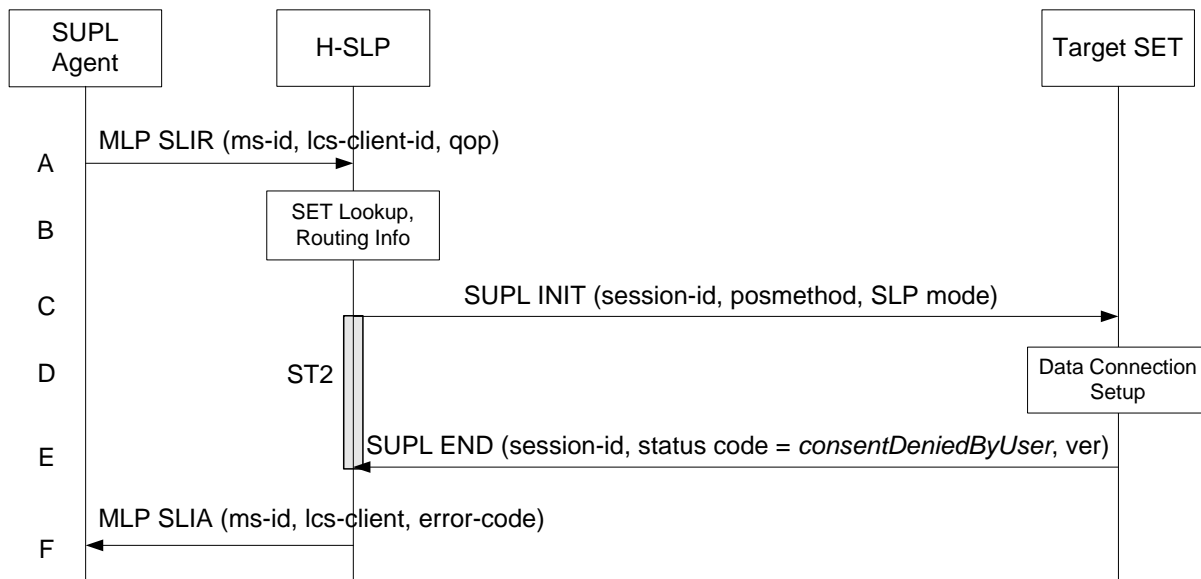 SUPL
Agent
H-SLP
Target SET
MLP SLIR (ms-id, lcs-client-id, qop)
A
SET Lookup,
Routing Info
B
SUPL INIT (session-id, posmethod, SLP mode)
C
Data Connection
Setup
ST2
D
SUPL END (session-id, status code = consentDeniedByUser, ver)
E
MLP SLIA (ms-id, lcs-client, error-code)
F